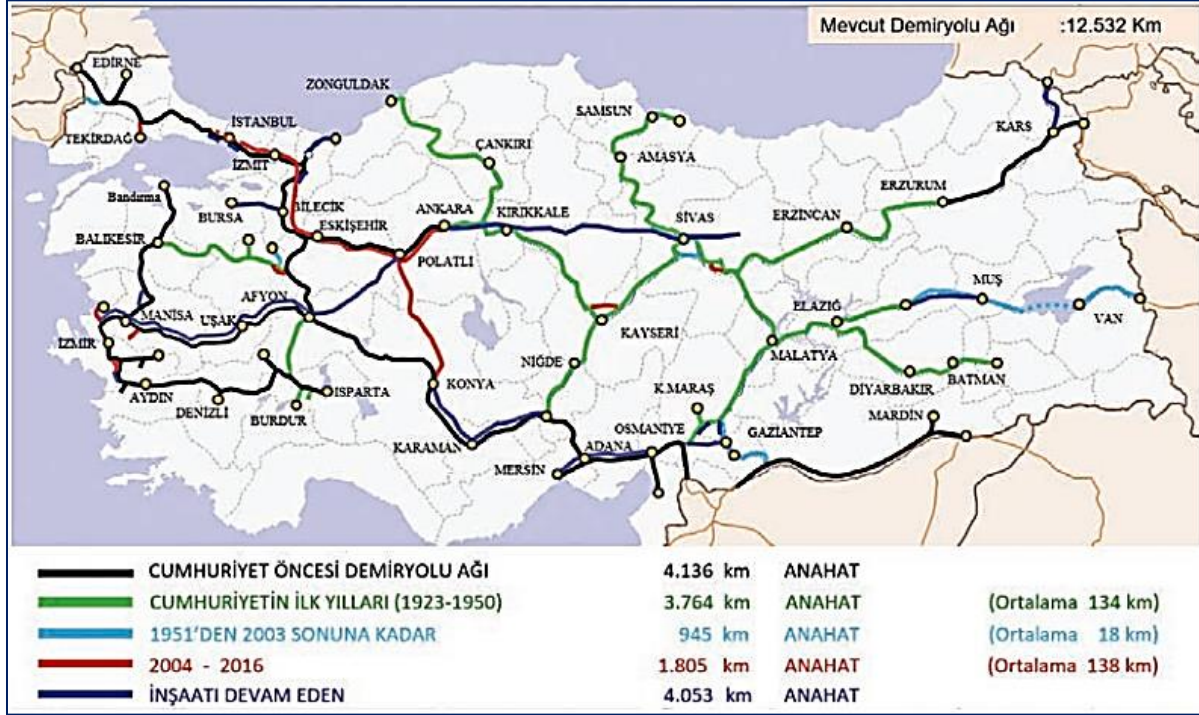 Mevcut Demiryolu Ağı :12.532 Km
EDİRNE
ZONGULDAK
SAMSUN
İSTANBUL
KARS
TEKİRDAĞ
İZMİT
ÇANKIRI
AMASYA
ERZURUM
Bandırma
BURSA
BİLECİK
ANKARA
KIRIKKALE
SİVAS
ERZİNCAN
ESKİŞEHİR
BALIKESİR
POLATLI
MUŞ
AFYON
ELAZIĞ
MANİSA
UŞAK
KAYSERİ
VAN
İZMİR
NİĞDE
MALATYA
KONYA
DİYARBAKIR
BATMAN
AYDIN
ISPARTA
K.MARAŞ
DENİZLİ
BURDUR
MARDİN
OSMANİYE
GAZİANTEP
KARAMAN
ADANA
MERSİN
CUMHURİYET ÖNCESİ DEMİRYOLU AĞI 4.136 km ANAHAT
CUMHURİYETİN İLK YILLARI (1923-1950) 3.764 km ANAHAT (Ortalama 134 km)
1951'DEN 2003 SONUNA KADAR 945 km ANAHAT (Ortalama 18 km)
2004 - 2016 1.805 km ANAHAT (Ortalama 138 km)
İNŞAATI DEVAM EDEN 4.053 km ANAHAT